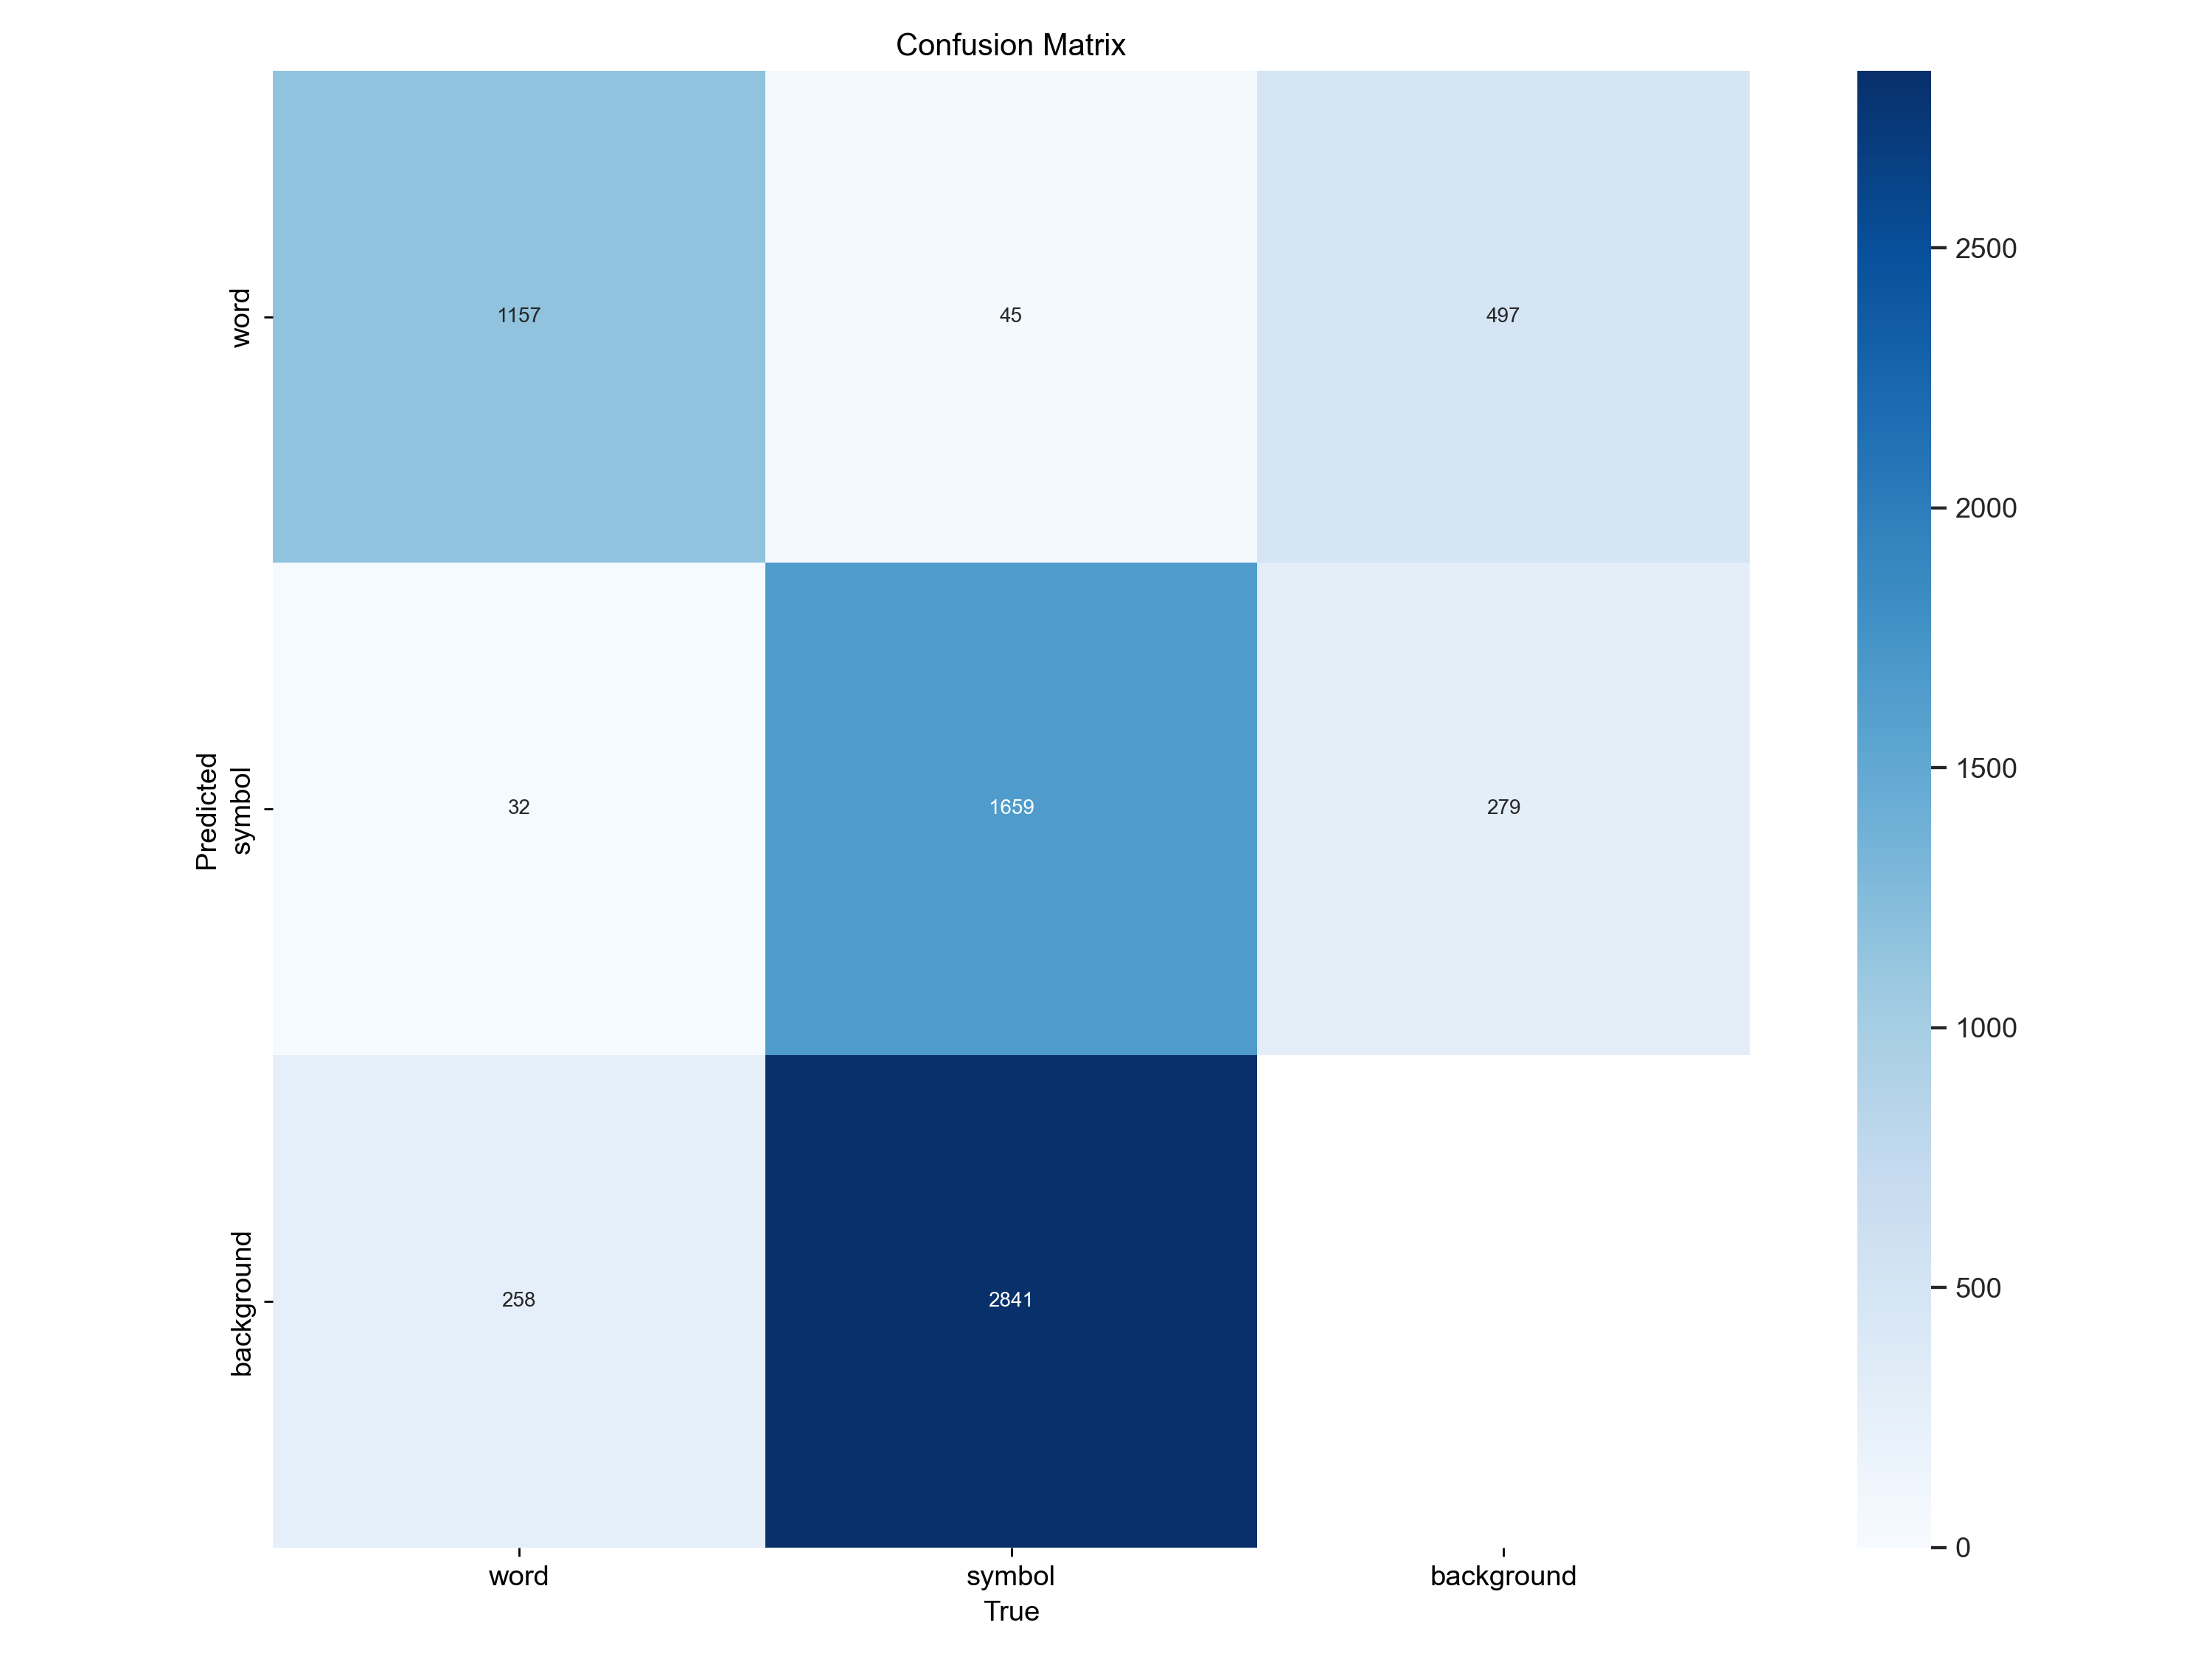 Confusion Matrix
word
1157
45
497
2500
2000
Predicted
symbol
32
1659
279
1500
1000
background
258
2841
500
0
word
symbol
background
True